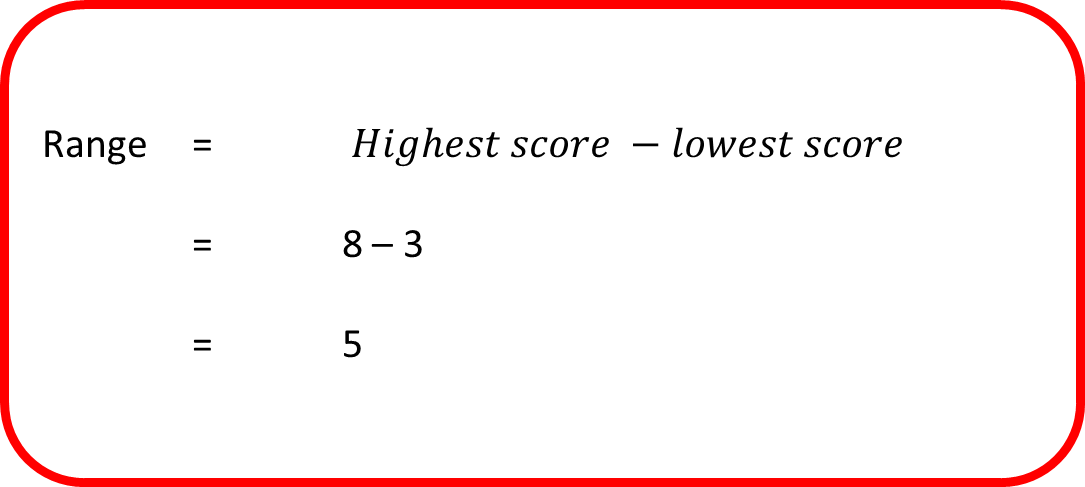 Range = Highest score − lowest score
= 8 – 3
= 5